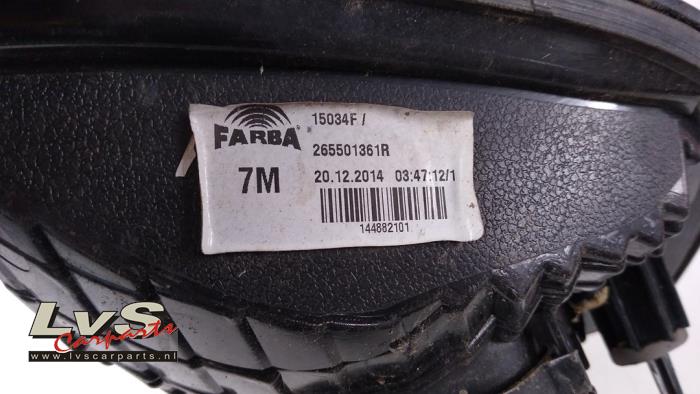 FARBA
15034F /
265501361R
7M
20.12.2014 03:47:12/1
144882101
LvS
Carparts
www.lvscarparts.nl